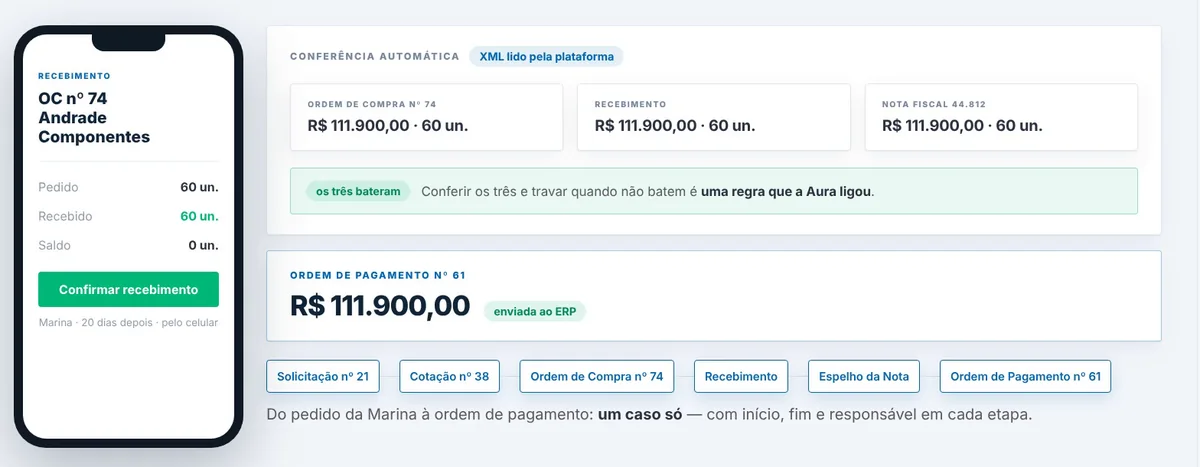 RECEBIMENTO
OC nº 74
Andrade
Componentes
Pedido 60 un.
Recebido 60 un.
Saldo 0 un.
Confirmar recebimento
Marina · 20 dias depois · pelo celular
CONFERÊNCIA AUTOMÁTICA XML lido pela plataforma
ORDEM DE COMPRA Nº 74
R$ 111.900,00 · 60 un.
RECEBIMENTO
R$ 111.900,00 · 60 un.
NOTA FISCAL 44.812
R$ 111.900,00 · 60 un.
os três bateram Conferir os três e travar quando não batem é uma regra que a Aura ligou.
ORDEM DE PAGAMENTO Nº 61
R$ 111.900,00 enviada ao ERP
Solicitação nº 21 Cotação nº 38 Ordem de Compra nº 74 Recebimento Espelho da Nota Ordem de Pagamento nº 61
Do pedido da Marina à ordem de pagamento: um caso só — com início, fim e responsável em cada etapa.